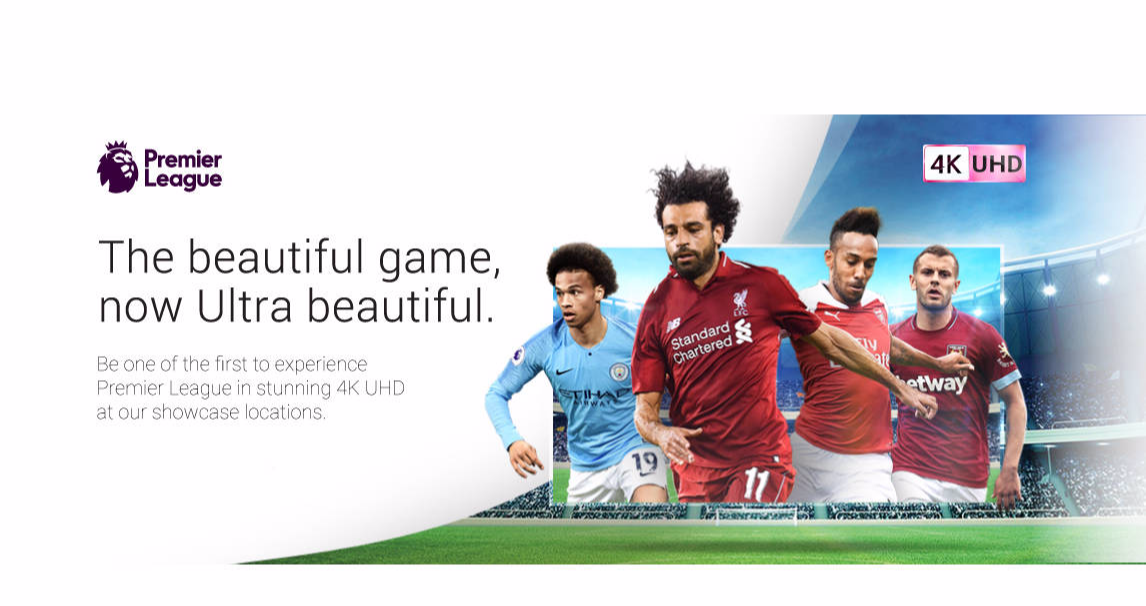 Premier
League
4K UHD
The beautiful game,
now Ultra beautiful.
Be one of the first to experience
Premier League in stunning 4K UHD
at our showcase locations.
Standard
Chartered
L.F.C.
11
19
betway